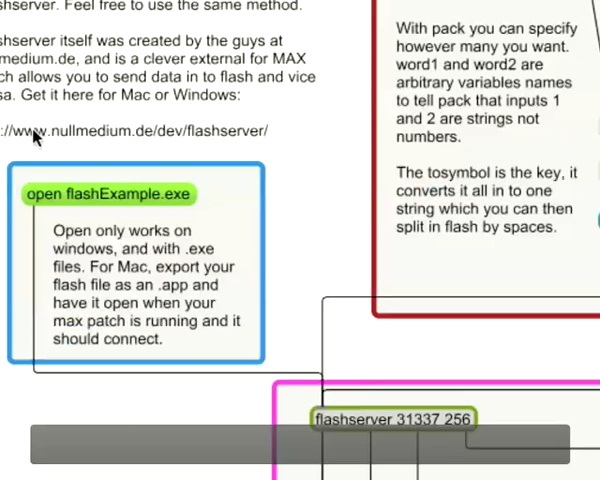 shserver. Feel free to use the same method.
shserver itself was created by the guys at
medium.de, and is a clever external for MAX
ch allows you to send data in to flash and vice
sa. Get it here for Mac or Windows:
://www.nullmedium.de/dev/flashserver/
open flashExample.exe
Open only works on
windows, and with .exe
files. For Mac, export your
flash file as an .app and
have it open when your
max patch is running and it
should connect.
With pack you can specify
however many you want.
word1 and word2 are
arbitrary variables names
to tell pack that inputs 1
and 2 are strings not
numbers.
The tosymbol is the key, it
converts it all in to one
string which you can then
split in flash by spaces.
flashserver 31337 256